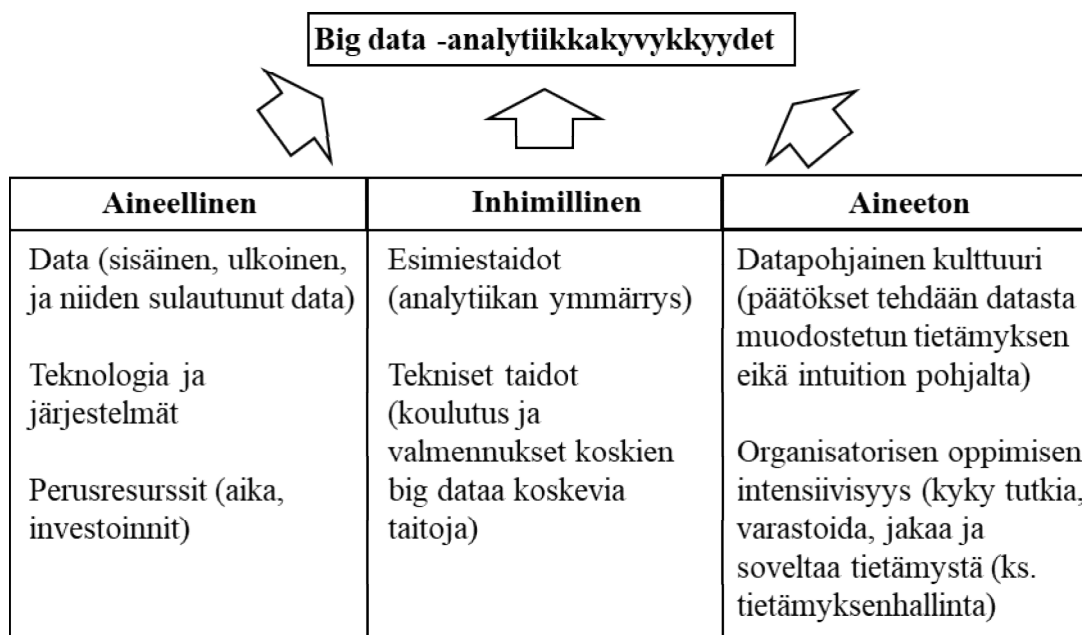 Big data -analytiikkakyvykkyydet
Aineellinen
Data (sisäinen, ulkoinen,
ja niiden sulautunut data)
Teknologia ja
järjestelmät
Perusresurssit (aika,
investoinnit)
Inhimillinen
Esimiestaidot
(analytiikan ymmärrys)
Tekniset taidot
(koulutus ja
valmennukset koskien
big dataa koskevia
taitoja)
Aineeton
Datapohjainen kulttuuri
(päätökset tehdään datasta
muodostetun tietämyksen
eikä intuition pohjalta)
Organisatorisen oppimisen
intensiivisyys (kyky tutkia,
varastoida, jakaa ja
soveltaa tietämystä (ks.
tietämyksenhallinta)